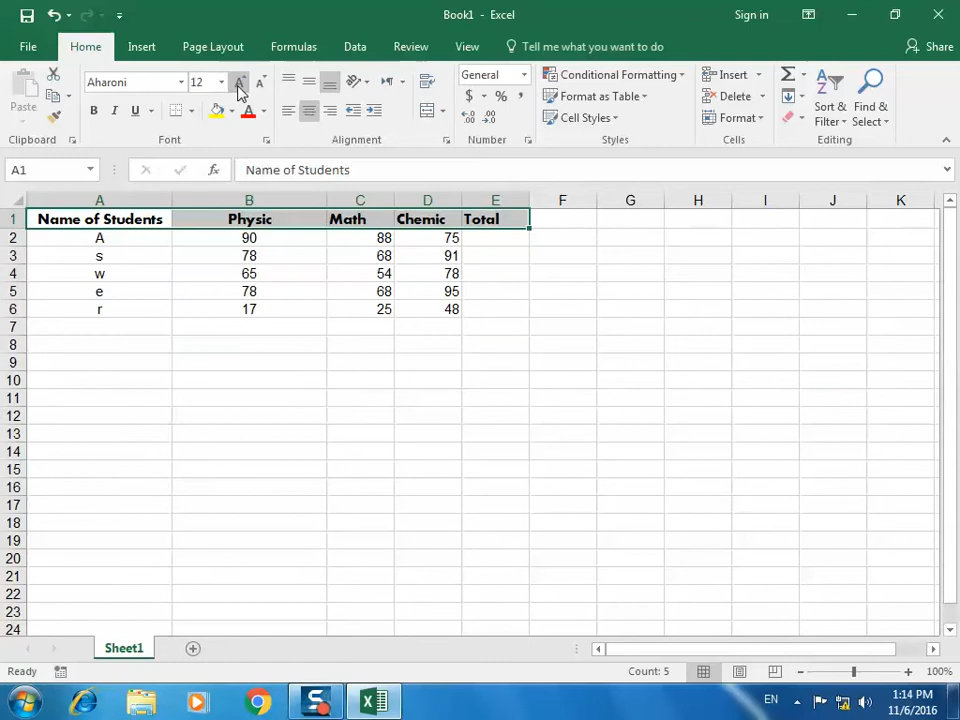 Book1 - Excel
Sign in
File Home Insert Page Layout Formulas Data Review View Tell me what you want to do Share
Aharoni 12 A A General Conditional Formatting Insert
Paste $ % Format as Table Delete Sort & Find &
B I U A Cell Styles Format Filter Select
Clipboard Font Alignment Number Styles Cells Editing
A1 fx Name of Students
A B C D E F G H I J K
1 Name of Students Physic Math Chemic Total
2 A 90 88 75
3 s 78 68 91
4 w 65 54 78
5 e 78 68 95
6 r 17 25 48
7
8
9
10
11
12
13
14
15
16
17
18
19
20
21
22
23
24
Sheet1
Ready Count: 5 100%
EN 1:14 PM
11/6/2016